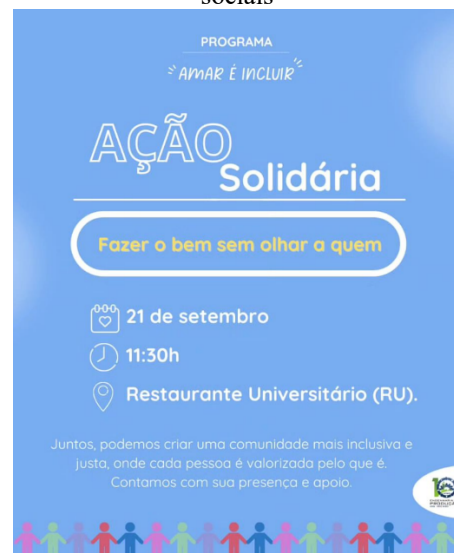 sociais
PROGRAMA
"AMAR É INCLUIR"
AÇÃO
Solidária
Fazer o bem sem olhar a quem
21 de setembro
11:30h
Restaurante Universitário (RU).
Juntos, podemos criar uma comunidade mais inclusiva e
justa, onde cada pessoa é valorizada pelo que é.
Contamos com sua presença e apoio.